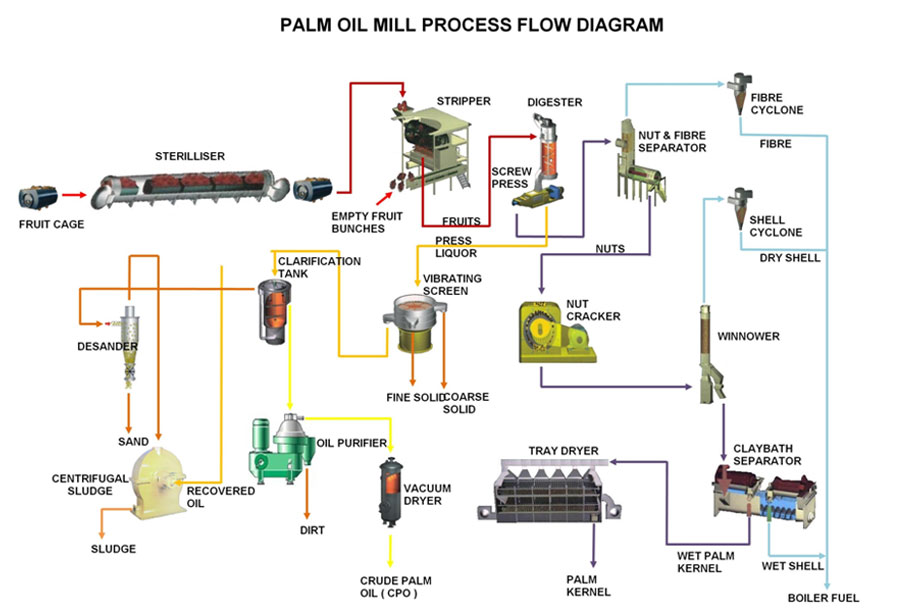 PALM OIL MILL PROCESS FLOW DIAGRAM
STERILLISER
FRUIT CAGE
STRIPPER
EMPTY FRUIT
BUNCHES
FRUITS
DIGESTER
SCREW
PRESS
NUT & FIBRE
SEPARATOR
FIBRE
CYCLONE
FIBRE
SHELL
CYCLONE
DRY SHELL
PRESS
LIQUOR
NUTS
CLARIFICATION
TANK
VIBRATING
SCREEN
NUT
CRACKER
WINNOWER
DESANDER
FINE SOLID
COARSE
SOLID
SAND
OIL PURIFIER
TRAY DRYER
CLAYBATH
SEPARATOR
CENTRIFUGAL
SLUDGE
RECOVERED
OIL
VACUUM
DRYER
DIRT
SLUDGE
WET PALM
KERNEL
WET SHELL
CRUDE PALM
OIL ( CPO )
PALM
KERNEL
BOILER FUEL